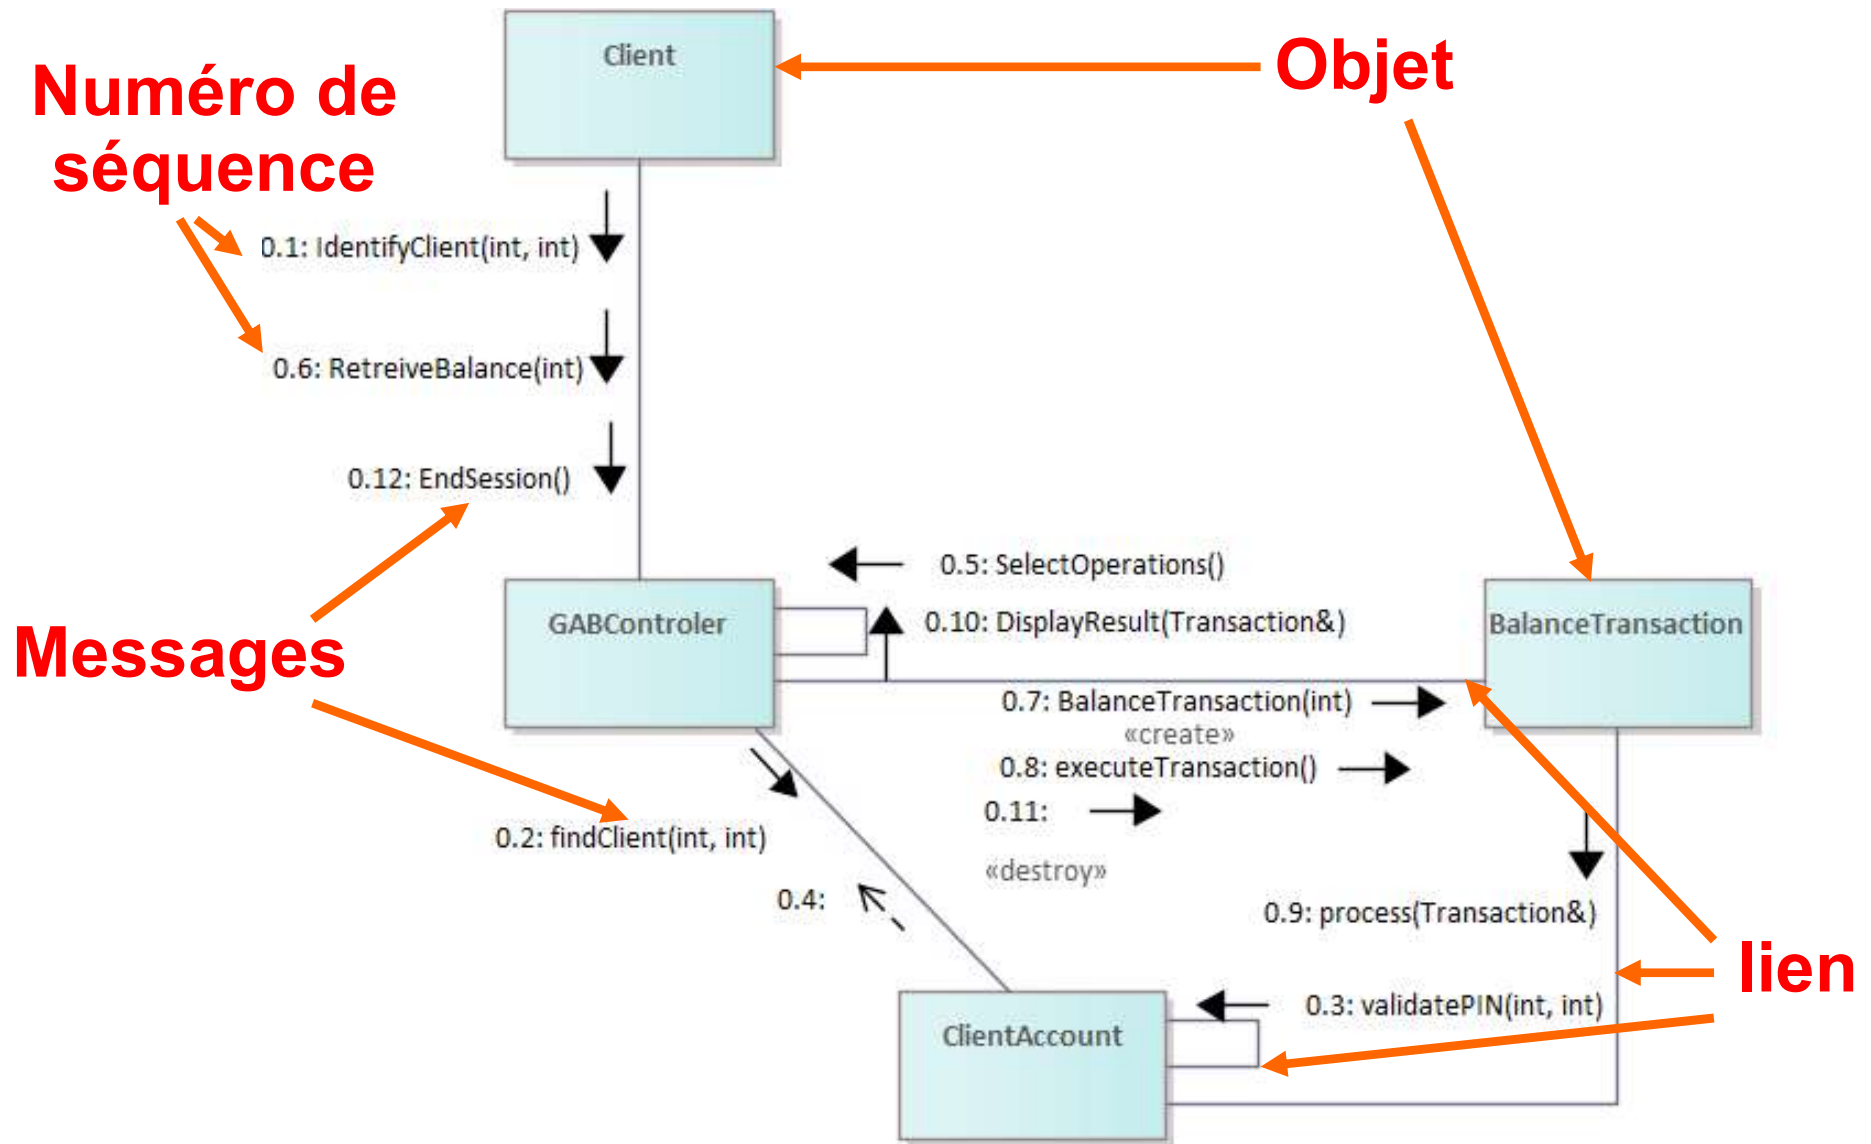 Client
Objet
Numéro de
séquence
0.1: IdentifyClient(int, int)
0.6: RetreiveBalance(int)
0.12: EndSession()
0.5: SelectOperations()
GABControler
0.10: DisplayResult(Transaction&)
BalanceTransaction
Messages
0.7: BalanceTransaction(int)
«create»
0.8: executeTransaction()
0.11:
«destroy»
0.2: findClient(int, int)
0.4:
0.9: process(Transaction&)
lien
0.3: validatePIN(int, int)
ClientAccount